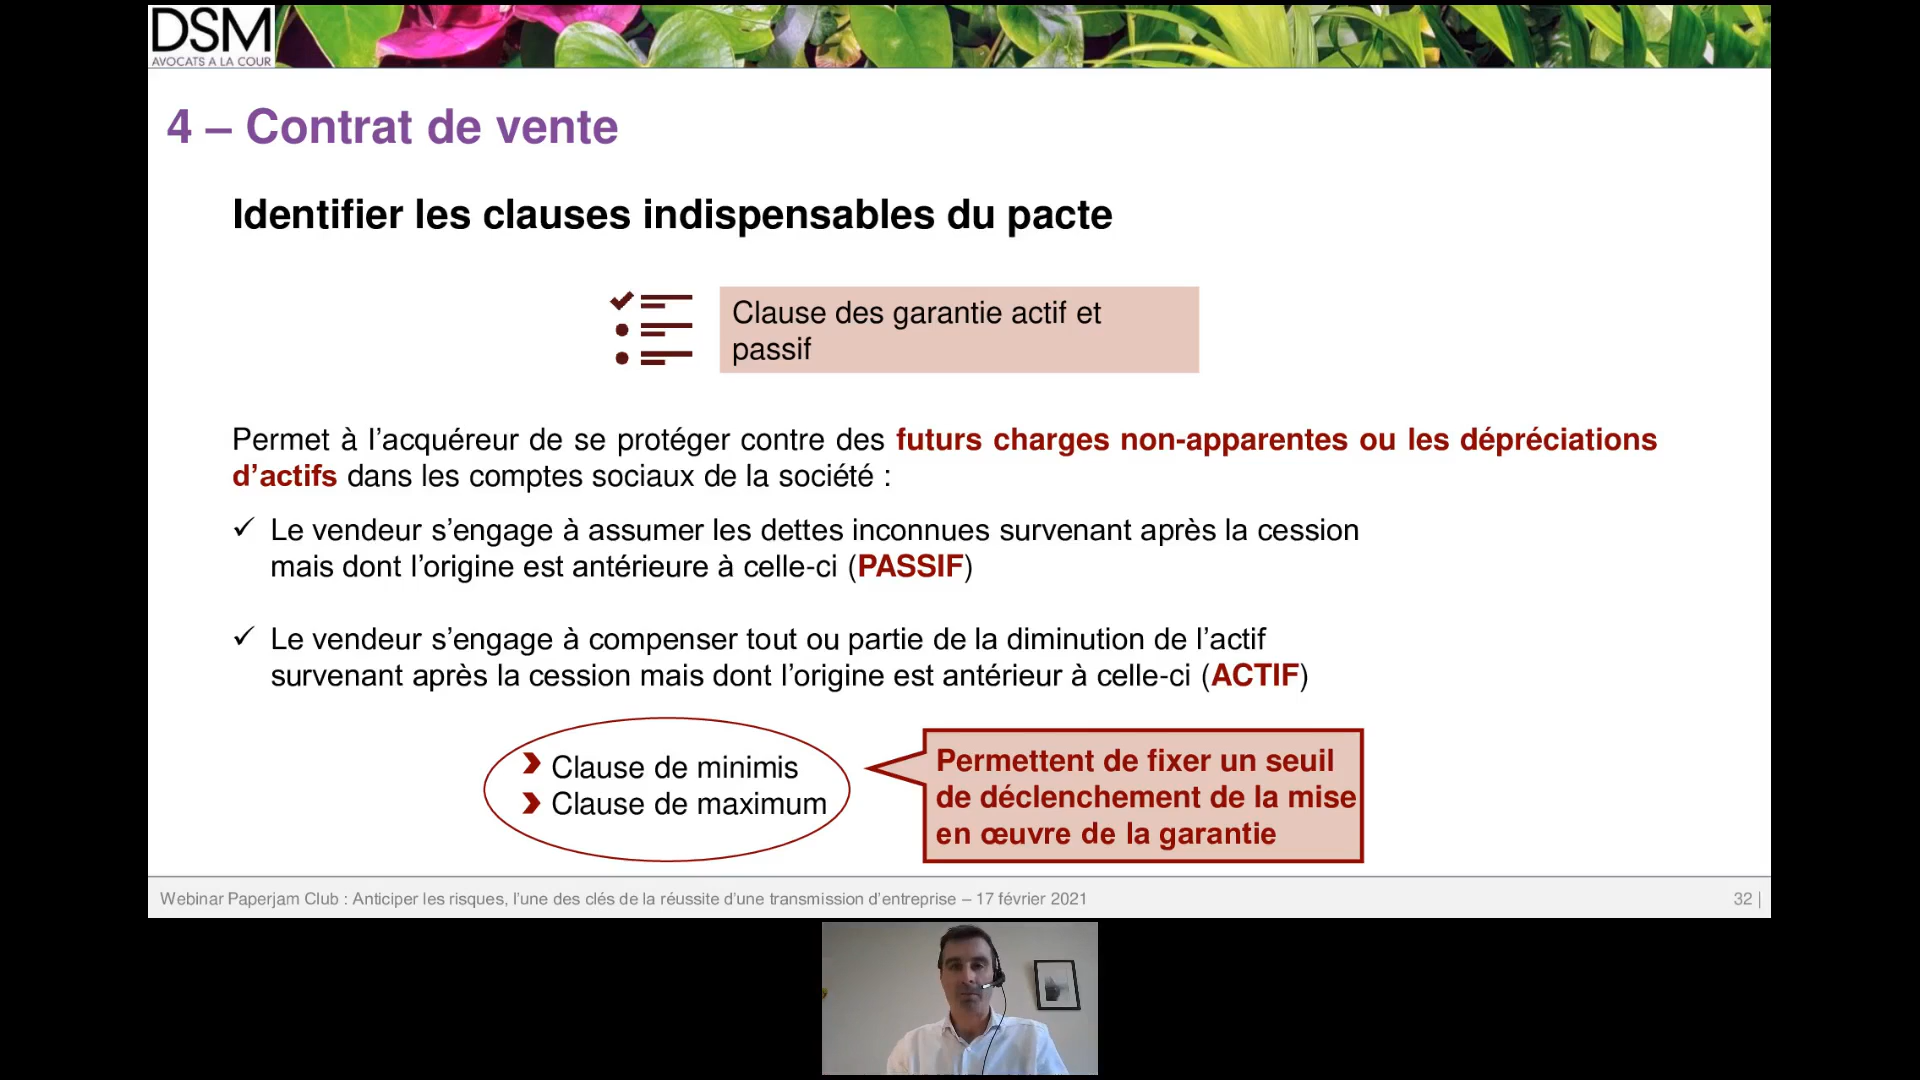 DSM
AVOCATS A LA COUR
4 – Contrat de vente
Identifier les clauses indispensables du pacte
Clause des garantie actif et
passif
Permet à l’acquéreur de se protéger contre des futurs charges non-apparentes ou les dépréciations
d’actifs dans les comptes sociaux de la société :
✓ Le vendeur s’engage à assumer les dettes inconnues survenant après la cession
mais dont l’origine est antérieure à celle-ci (PASSIF)
✓ Le vendeur s’engage à compenser tout ou partie de la diminution de l’actif
survenant après la cession mais dont l’origine est antérieur à celle-ci (ACTIF)
Clause de minimis
Clause de maximum
Permettent de fixer un seuil
de déclenchement de la mise
en œuvre de la garantie
Webinar Paperjam Club : Anticiper les risques, l’une des clés de la réussite d’une transmission d’entreprise – 17 février 2021
32 |